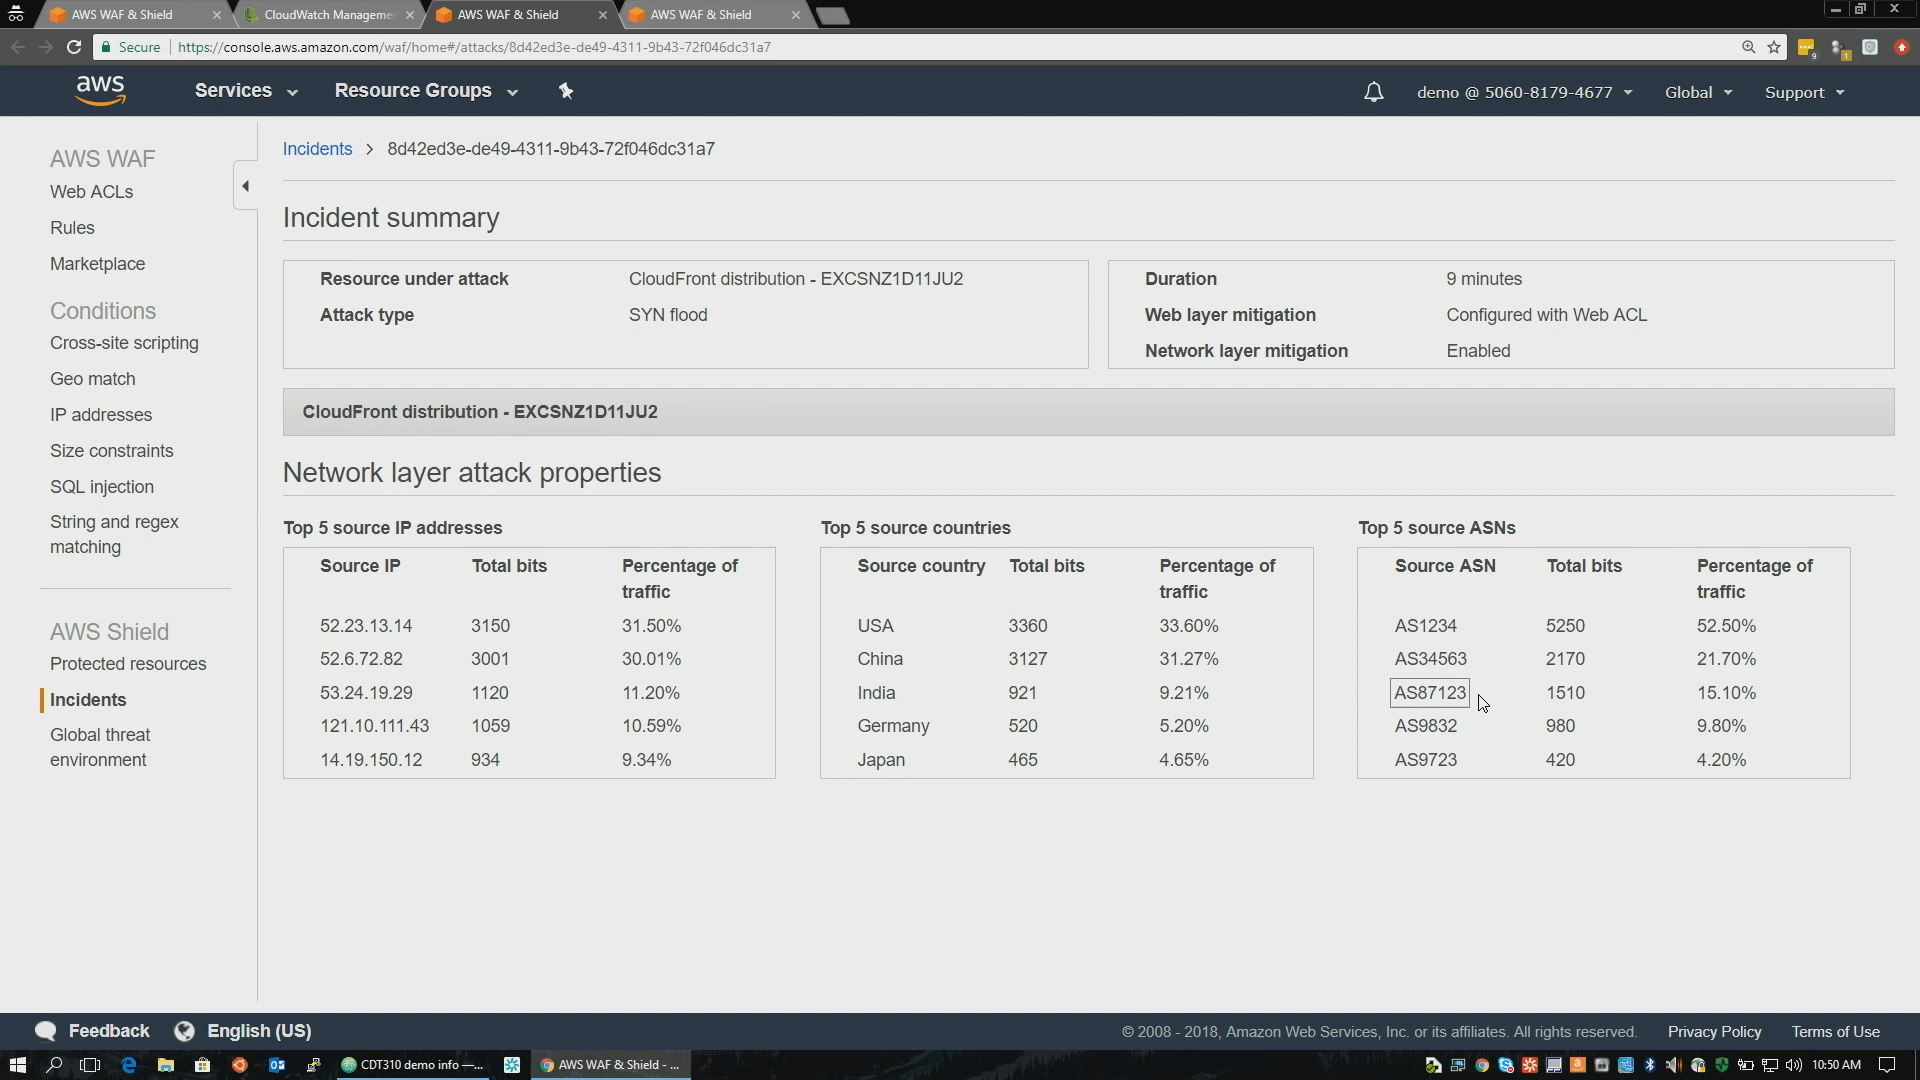 AWS WAF & Shield
CloudWatch Manageme
AWS WAF & Shield
AWS WAF & Shield
Secure
https://console.aws.amazon.com/waf/home#/attacks/8d42ed3e-de49-4311-9b43-72f046dc31a7
9
1
aws
Services
Resource Groups
demo @ 5060-8179-4677
Global
Support
AWS WAF
Web ACLs
Rules
Marketplace
Conditions
Cross-site scripting
Geo match
IP addresses
Size constraints
SQL injection
String and regex
matching
AWS Shield
Protected resources
Incidents
Global threat
environment
Incidents > 8d42ed3e-de49-4311-9b43-72f046dc31a7
Incident summary
Resource under attack CloudFront distribution - EXCSNZ1D11JU2
Attack type SYN flood
Duration 9 minutes
Web layer mitigation Configured with Web ACL
Network layer mitigation Enabled
CloudFront distribution - EXCSNZ1D11JU2
Network layer attack properties
Top 5 source IP addresses
Source IP Total bits Percentage of
traffic
52.23.13.14 3150 31.50%
52.6.72.82 3001 30.01%
53.24.19.29 1120 11.20%
121.10.111.43 1059 10.59%
14.19.150.12 934 9.34%
Top 5 source countries
Source country Total bits Percentage of
traffic
USA 3360 33.60%
China 3127 31.27%
India 921 9.21%
Germany 520 5.20%
Japan 465 4.65%
Top 5 source ASNs
Source ASN Total bits Percentage of
traffic
AS1234 5250 52.50%
AS34563 2170 21.70%
AS87123 1510 15.10%
AS9832 980 9.80%
AS9723 420 4.20%
Feedback
English (US)
© 2008 - 2018, Amazon Web Services, Inc. or its affiliates. All rights reserved.
Privacy Policy
Terms of Use
CDT310 demo info —...
AWS WAF & Shield - ...
10:50 AM